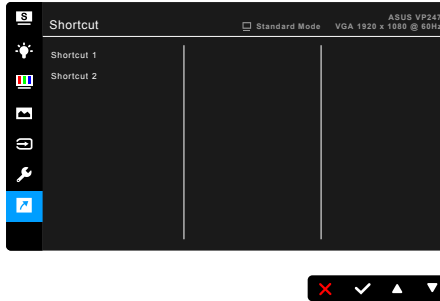 S
Shortcut
Standard Mode
ASUS VP247
VGA 1920 x 1080 @ 60Hz
Shortcut 1
Shortcut 2